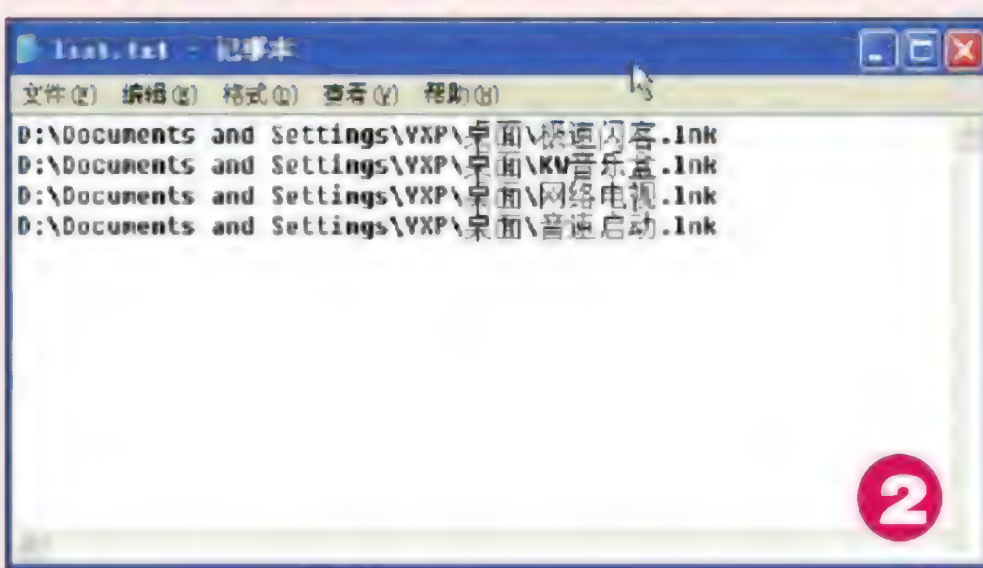 list.txt - 记事本
文件(F) 编辑(E) 格式(O) 查看(V) 帮助(H)
D:\Documents and Settings\YXP\桌面\极速闪客.lnk
D:\Documents and Settings\YXP\桌面\KW音乐盒.lnk
D:\Documents and Settings\YXP\桌面\网络电视.lnk
D:\Documents and Settings\YXP\桌面\音速启动.lnk
2